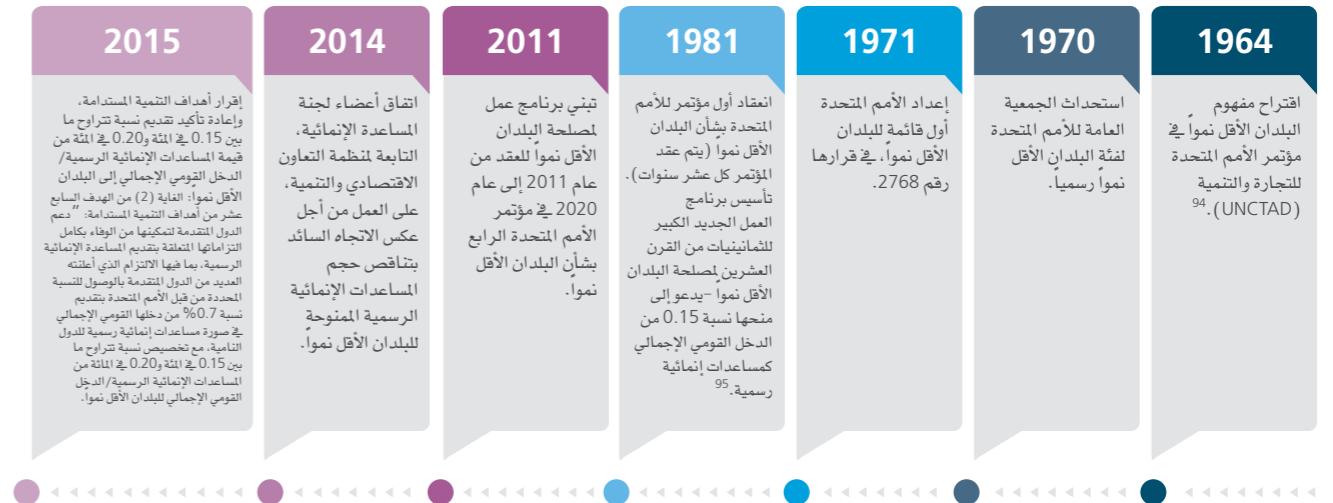 1964
اقتراح مفهوم
البلدان الأقل نمواً في
مؤتمر الأمم المتحدة
للتجارة والتنمية
(UNCTAD).94
1970
استحداث الجمعية
العامة للأمم المتحدة
لفئة البلدان الأقل
نمواً رسمياً.
1971
إعداد الأمم المتحدة
أول قائمة للبلدان
الأقل نمواً، في قرارها
رقم 2768.
1981
انعقاد أول مؤتمر للأمم
المتحدة بشأن البلدان
الأقل نمواً (يتم عقد
المؤتمر كل عشر سنوات).
تأسيس برنامج
العمل الجديد الكبير
للثمانينيات من القرن
العشرين لمصلحة البلدان
الأقل نمواً –يدعو إلى
منحها نسبة 0.15 من
الدخل القومي الإجمالي
كمساعدات إنمائية
رسمية.95
2011
تبني برنامج عمل
لمصلحة البلدان
الأقل نمواً للعقد من
عام 2011 إلى عام
2020 في مؤتمر
الأمم المتحدة الرابع
بشأن البلدان الأقل
نمواً.
2014
اتفاق أعضاء لجنة
المساعدة الإنمائية،
التابعة لمنظمة التعاون
الاقتصادي والتنمية،
على العمل من أجل
عكس الاتجاه السائد
بتناقص حجم
المساعدات الإنمائية
الرسمية الممنوحة
للبلدان الأقل نمواً.
2015
إقرار أهداف التنمية المستدامة،
وإعادة تأكيد تقديم نسبة تتراوح ما
بين 0.15 في المئة و0.20 في المئة من
قيمة المساعدات الإنمائية الرسمية/
الدخل القومي الإجمالي إلى البلدان
الأقل نمواً: الغاية (2) من الهدف السابع
عشر من أهداف التنمية المستدامة: "دعم
الدول المتقدمة لتمكينها من الوفاء بكامل
التزاماتها المتعلقة بتقديم المساعدة الإنمائية
الرسمية، بما فيها الالتزام الذي أعلنته
العديد من الدول المتقدمة بالوصول للنسبة
المحددة من قبل الأمم المتحدة بتقديم
نسبة 0.7% من دخلها القومي الإجمالي
في صورة مساعدات إنمائية رسمية للدول
النامية، مع تخصيص نسبة تتراوح ما
بين 0.15 في المئة و0.20 في المائة من
المساعدات الإنمائية الرسمية/الدخل
القومي الإجمالي للبلدان الأقل نمواً.